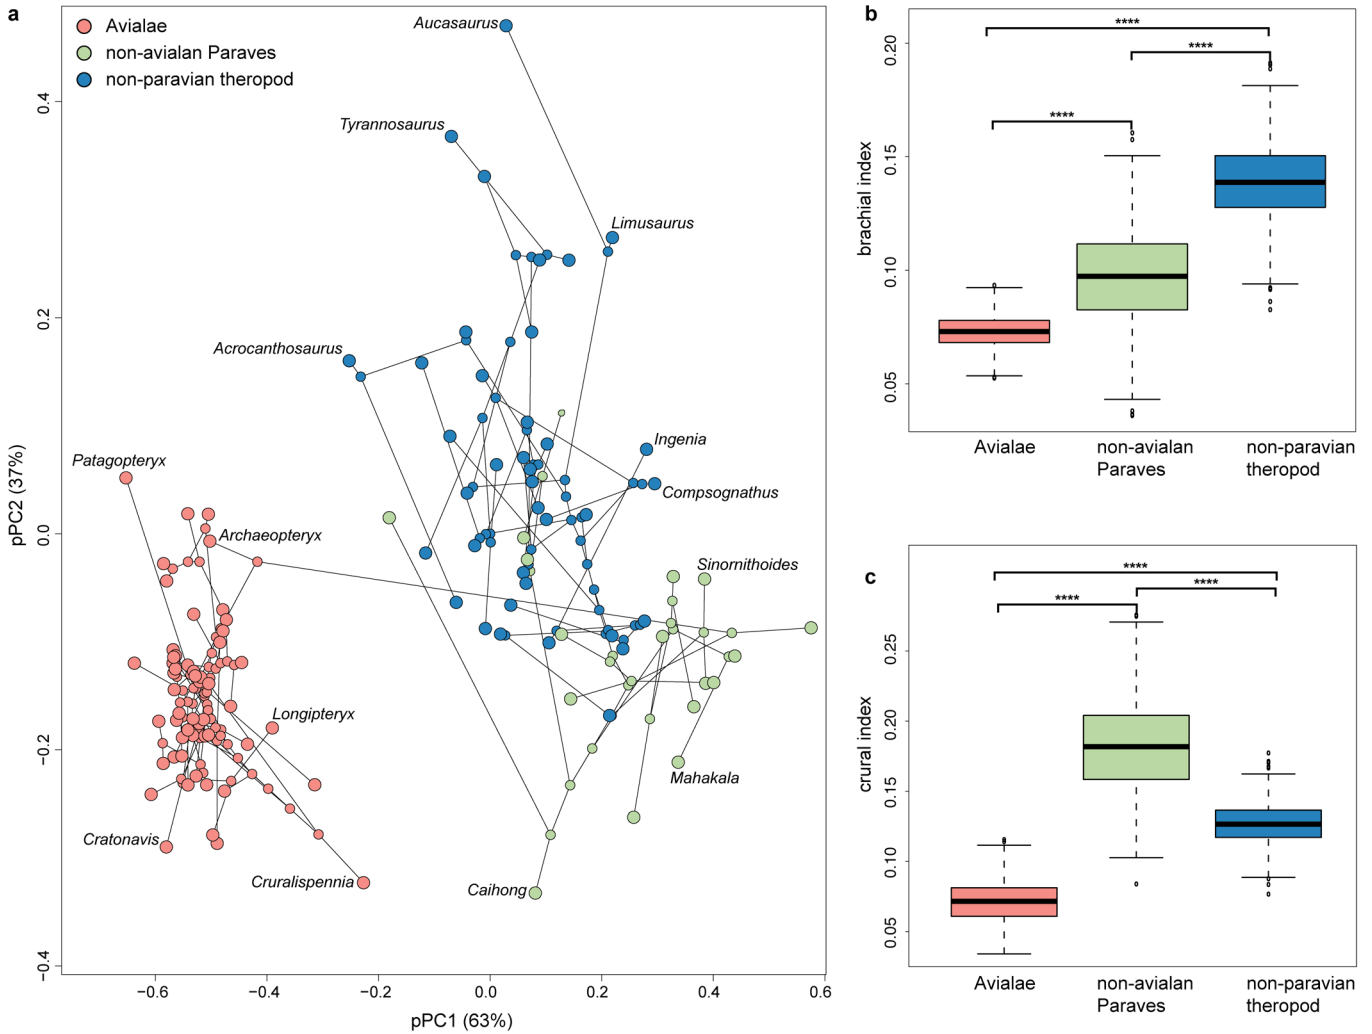 a
Avialae
non-avialan Paraves
non-paravian theropod
Aucasaurus
Tyrannosaurus
Limusaurus
Acrocanthosaurus
Ingenia
Compsognathus
Patagopteryx
Archaeopteryx
Sinornithoides
Longipteryx
Mahakala
Cratonavis
Cruralispennia
Caihong
pPC2 (37%)
0.4
0.2
0.0
−0.2
−0.4
−0.6
−0.4
−0.2
0.0
0.2
0.4
0.6
pPC1 (63%)
b
brachial index
0.20
0.15
0.10
0.05
****
****
****
Avialae
non-avialan
Paraves
non-paravian
theropod
c
crural index
0.25
0.20
0.15
0.10
0.05
****
****
****
Avialae
non-avialan
Paraves
non-paravian
theropod